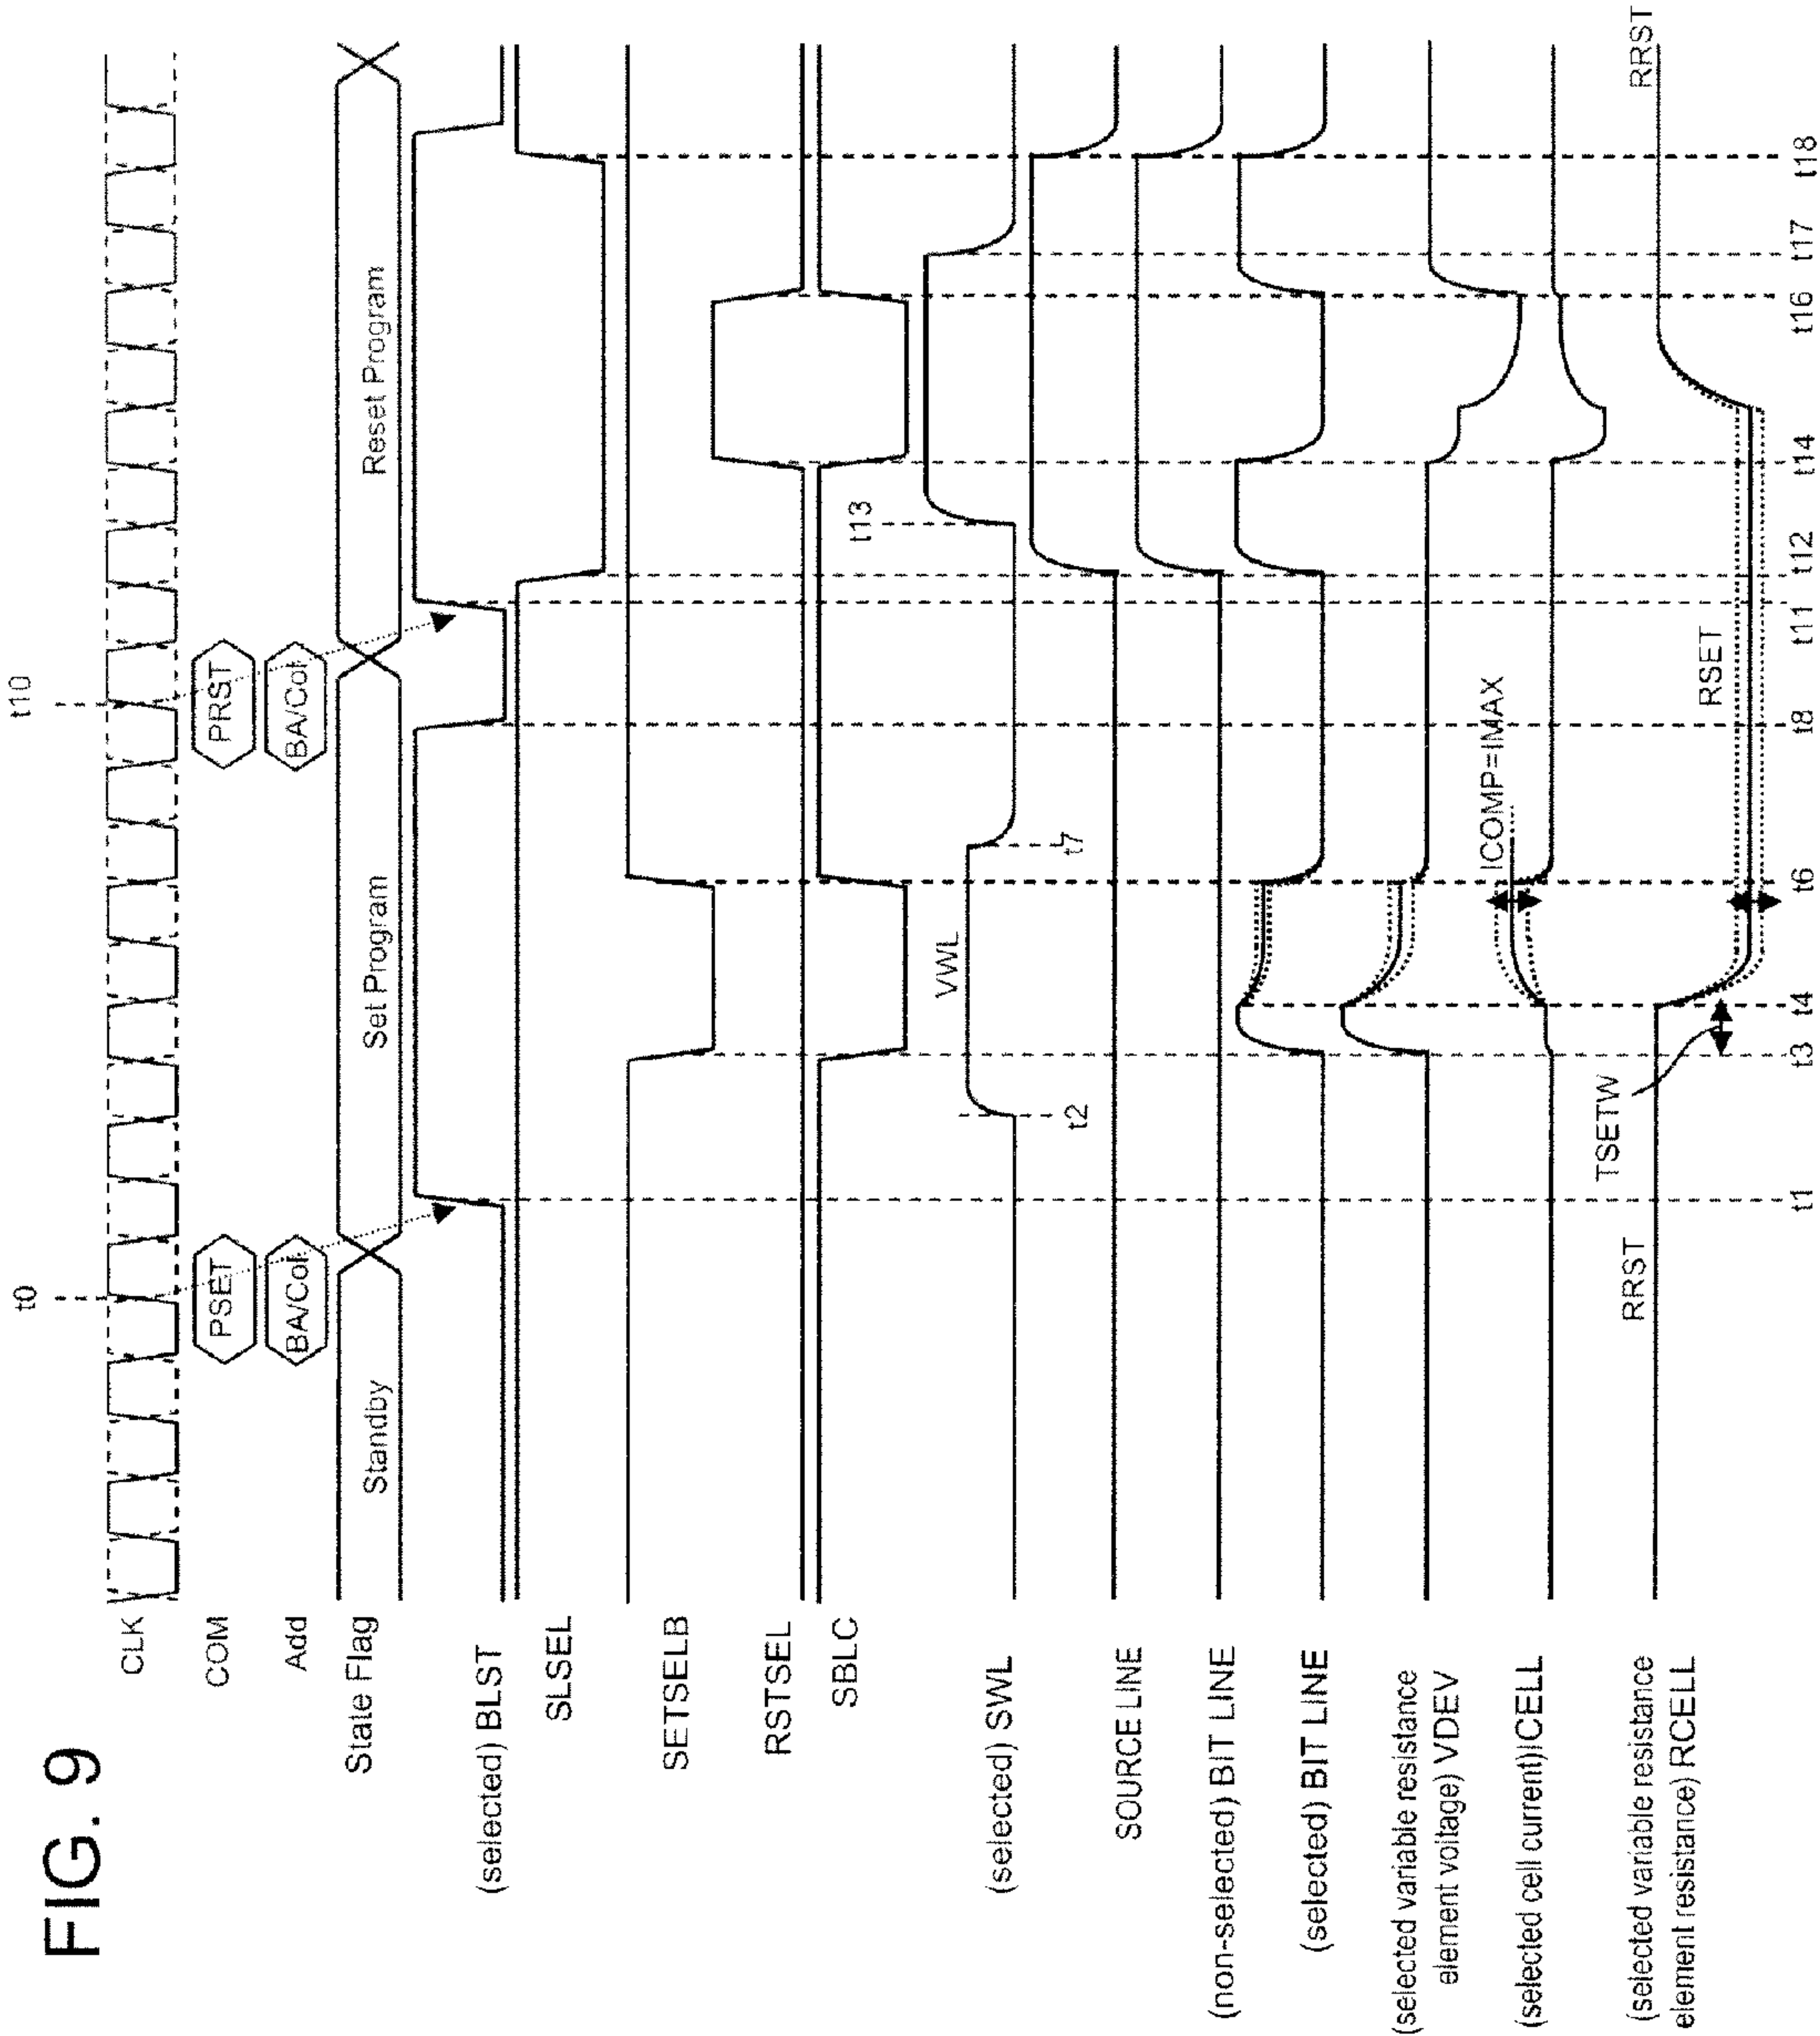 FIG. 9
t0
t10
CLK
COM
PSET
PRST
Add
BA/Col
BA/Col
State Flag
Standby
Set Program
Reset Program
(selected) BLST
SLSEL
SETSELB
RSTSEL
SBLC
(selected) SWL
t2
VWL
t7
t13
SOURCE LINE
(non-selected) BIT LINE
(selected) BIT LINE
(selected variable resistance
element voltage) VDEV
(selected cell current)ICELL
ICOMP=IMAX
(selected variable resistance
element resistance) RCELL
RRST
TSETW
RSET
RRST
t1
t3
t4
t6
t8
t11
t12
t14
t16
t17
t18